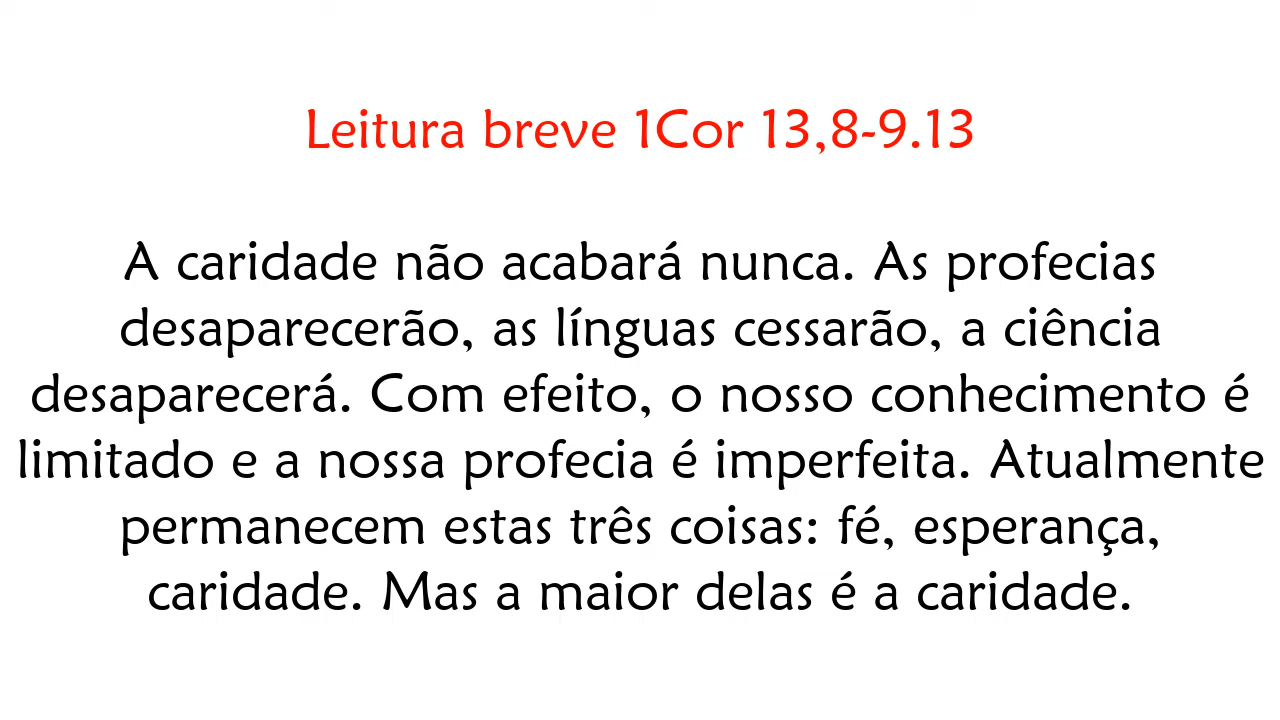 Leitura breve 1Cor 13,8-9.13
A caridade não acabará nunca. As profecias
desaparecerão, as línguas cessarão, a ciência
desaparecerá. Com efeito, o nosso conhecimento é
limitado e a nossa profecia é imperfeita. Atualmente
permanecem estas três coisas: fé, esperança,
caridade. Mas a maior delas é a caridade.